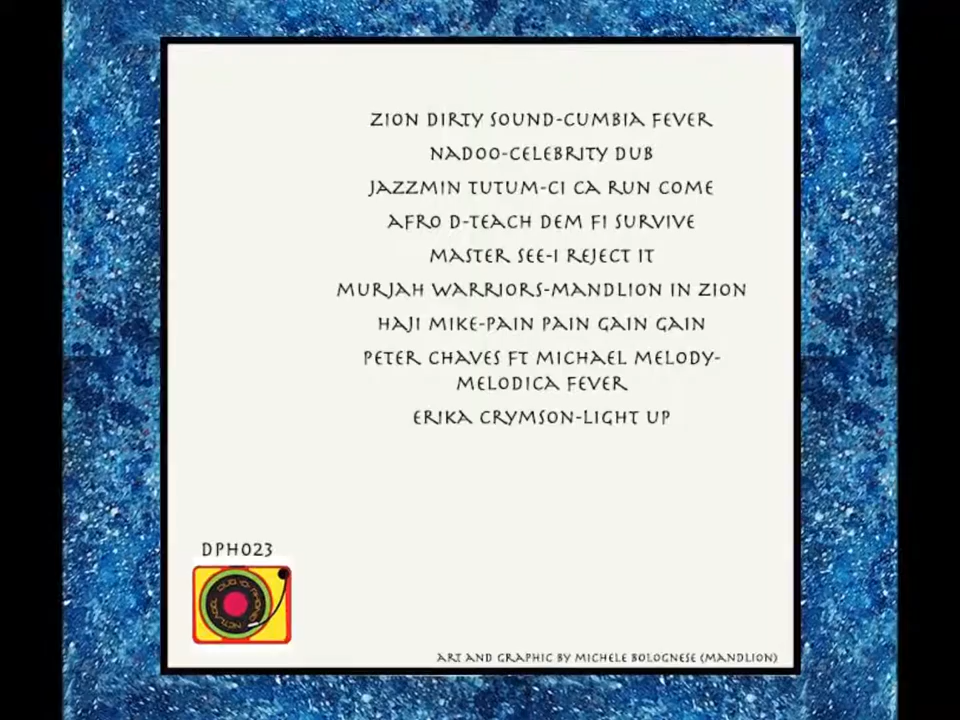 ZION DIRTY SOUND-CUMBIA FEVER
NADOO-CELEBRITY DUB
JAZZMIN TUTUM-CI CA RUN COME
AFRO D-TEACH DEM FI SURVIVE
MASTER SEE-I REJECT IT
MURJAH WARRIORS-MANDLION IN ZION
HAJI MIKE-PAIN PAIN GAIN GAIN
PETER CHAVES FT MICHAEL MELODY-
MELODICA FEVER
ERIKA CRYMSON-LIGHT UP
DPH023
ART AND GRAPHIC BY MICHELE BOLOGNESE (MANDLION)